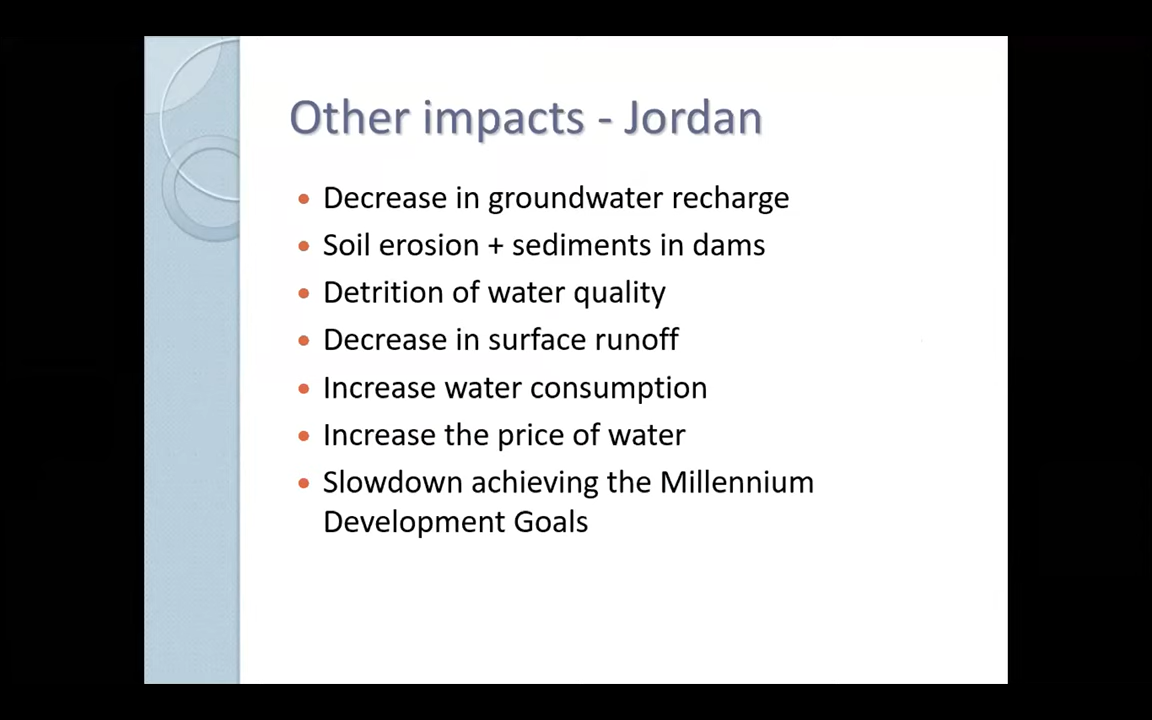 Other impacts - Jordan
• Decrease in groundwater recharge
• Soil erosion + sediments in dams
• Detrition of water quality
• Decrease in surface runoff
• Increase water consumption
• Increase the price of water
• Slowdown achieving the Millennium
Development Goals